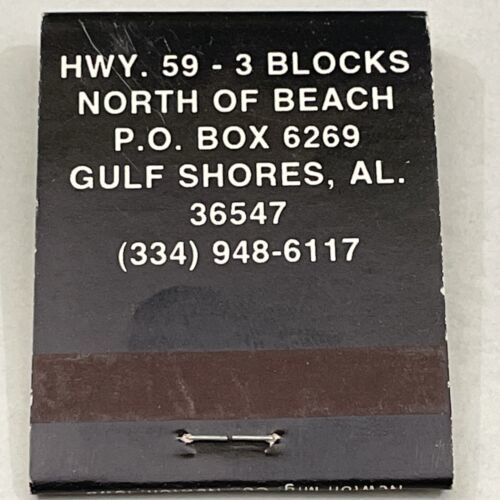 HWY. 59 - 3 BLOCKS
NORTH OF BEACH
P.O. BOX 6269
GULF SHORES, AL.
36547
(334) 948-6117